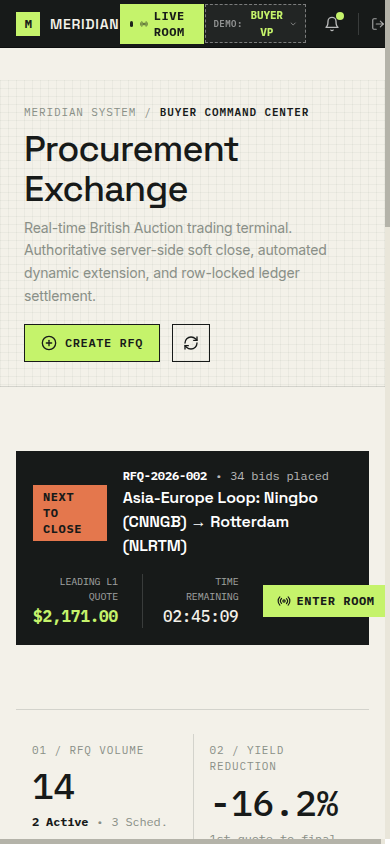 M MERIDIAN LIVE ROOM DEMO: BUYER VP
MERIDIAN SYSTEM / BUYER COMMAND CENTER
Procurement
Exchange
Real-time British Auction trading terminal.
Authoritative server-side soft close, automated
dynamic extension, and row-locked ledger
settlement.
CREATE RFQ
NEXT
TO
CLOSE
RFQ-2026-002 • 34 bids placed
Asia-Europe Loop: Ningbo
(CNNGB) → Rotterdam
(NLRTM)
LEADING L1
QUOTE
$2,171.00
TIME
REMAINING
02:45:09
ENTER ROOM
01 / RFQ VOLUME
14
2 Active • 3 Sched.
02 / YIELD
REDUCTION
-16.2%
1st quote to final